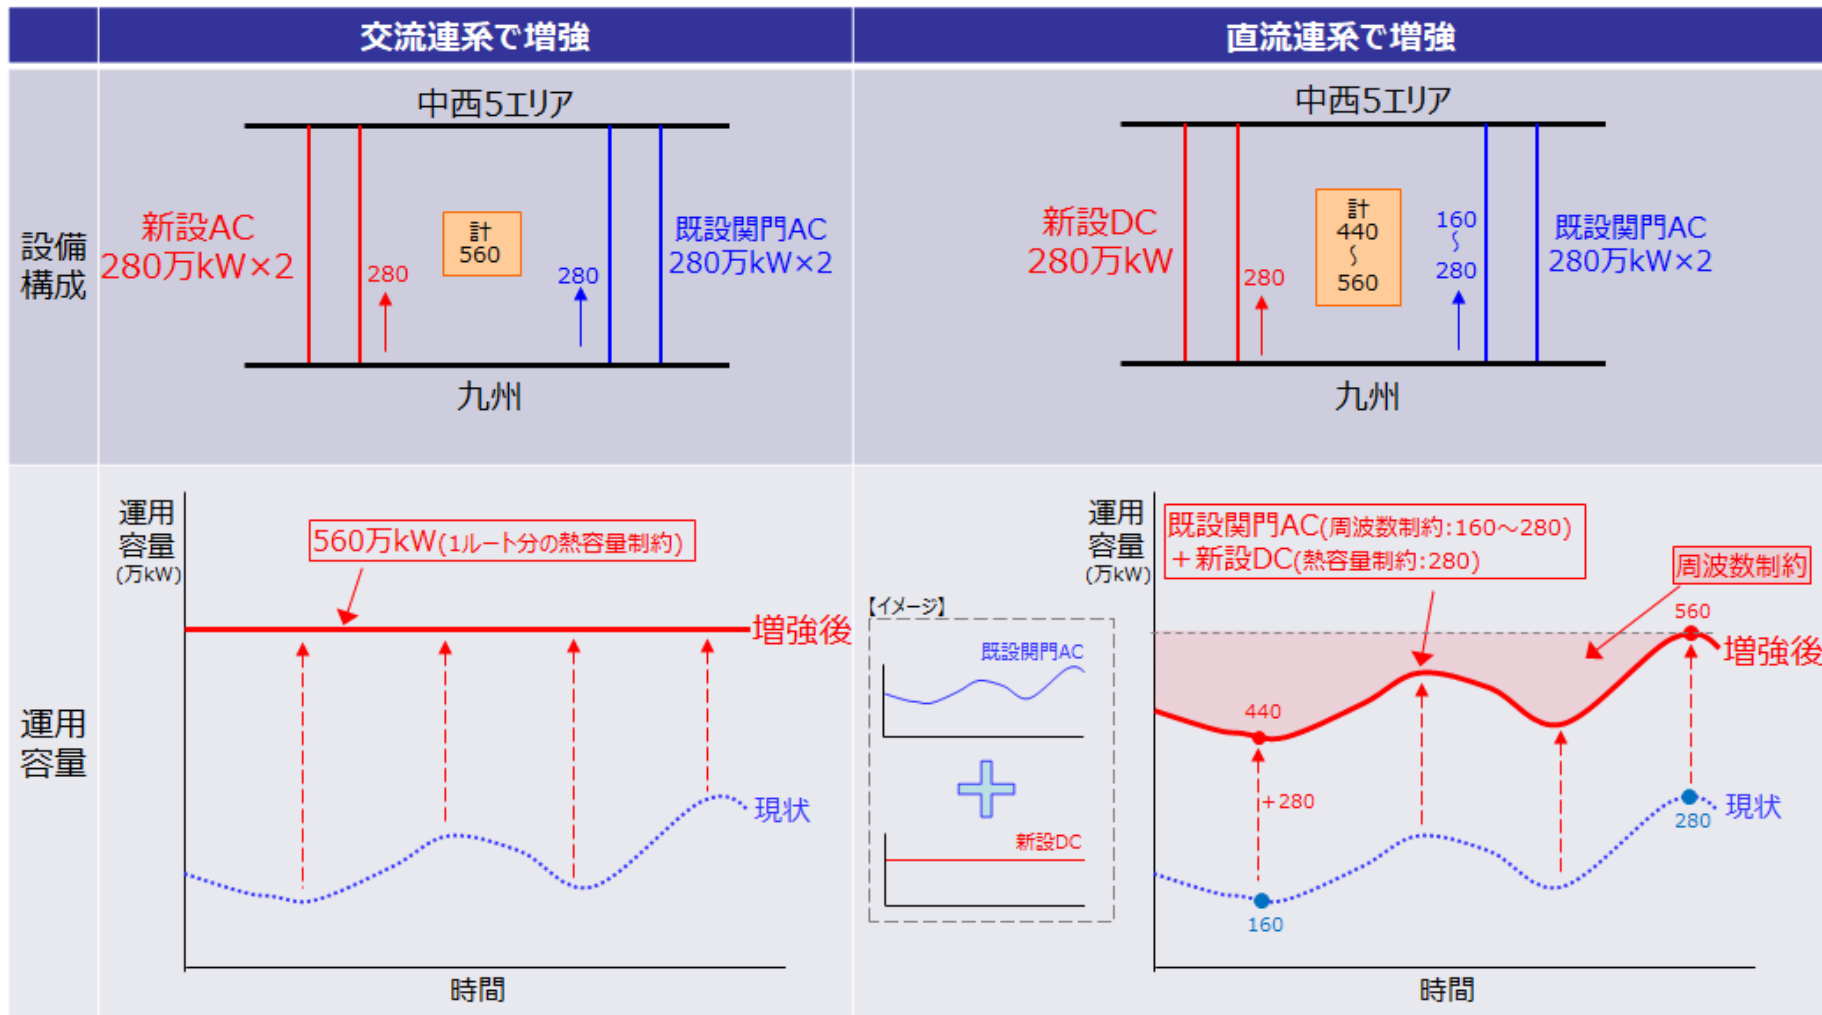 交流連系で増強
直流連系で増強
設備
構成
中西5エリア
新設AC
280万kW×2
280
計
560
280
既設関門AC
280万kW×2
九州
中西5エリア
新設DC
280万kW
280
計
440
～
560
160
～
280
既設関門AC
280万kW×2
九州
運用
容量
運用
容量
(万kW)
560万kW(1ルート分の熱容量制約)
増強後
現状
時間
【イメージ】
既設関門AC
新設DC
運用
容量
(万kW)
既設関門AC(周波数制約:160～280)
＋新設DC(熱容量制約:280)
周波数制約
560
増強後
440
＋280
現状
280
160
時間